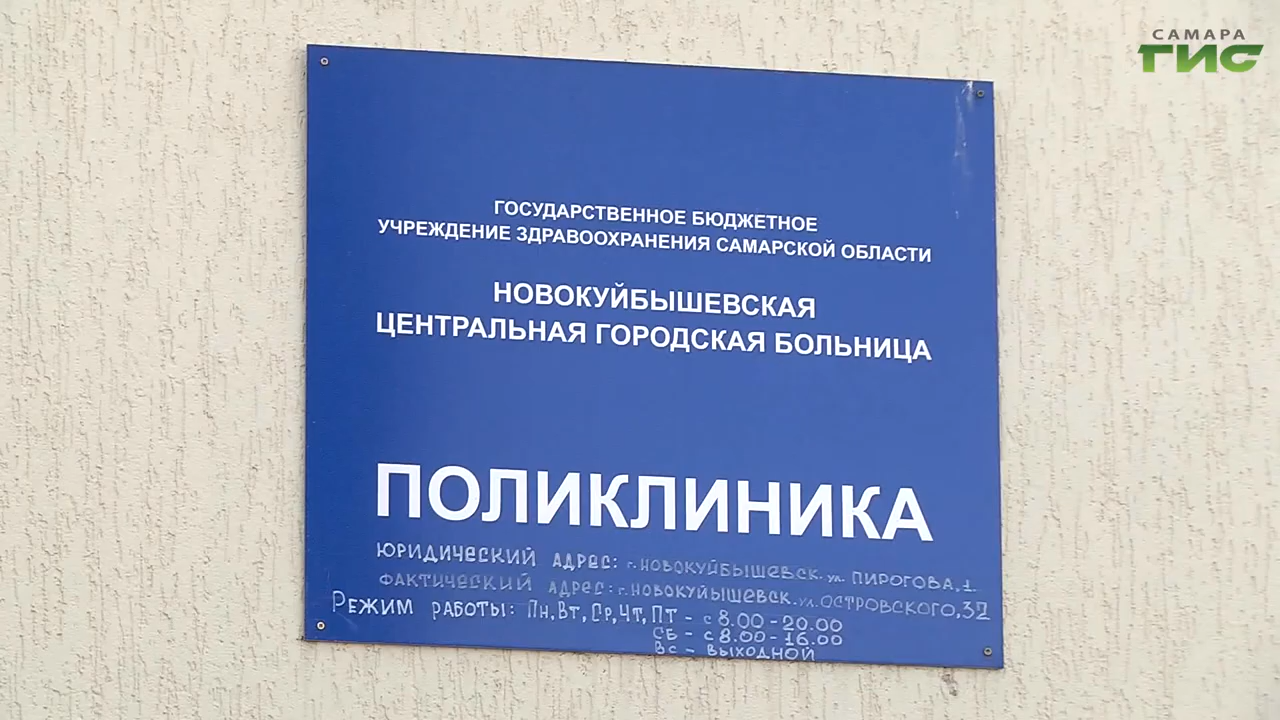 САМАРА
ГИС
ГОСУДАРСТВЕННОЕ БЮДЖЕТНОЕ
УЧРЕЖДЕНИЕ ЗДРАВООХРАНЕНИЯ САМАРСКОЙ ОБЛАСТИ
НОВОКУЙБЫШЕВСКАЯ
ЦЕНТРАЛЬНАЯ ГОРОДСКАЯ БОЛЬНИЦА
ПОЛИКЛИНИКА
ЮРИДИЧЕСКИЙ АДРЕС: г. НОВОКУЙБЫШЕВСК. ул. ПИРОГОВА, 1.
ФАКТИЧЕСКИЙ АДРЕС: г. НОВОКУЙЫШЕВСК. ул. ОСТРОВСКОГО, 32
РЕЖИМ РАБОТЫ: ПН, ВТ, СР, ЧТ, ПТ - с 8.00 - 20.00
СБ - с 8.00 - 16.00
ВС - ВЫХОДНОЙ